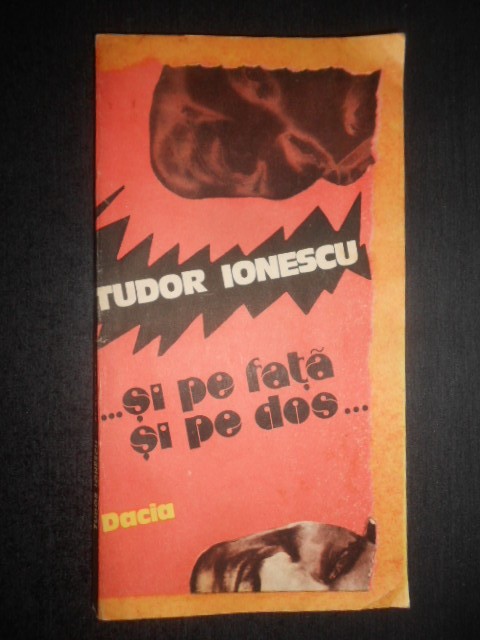 TUDOR IONESCU
...și pe față
și pe dos...
Dacia